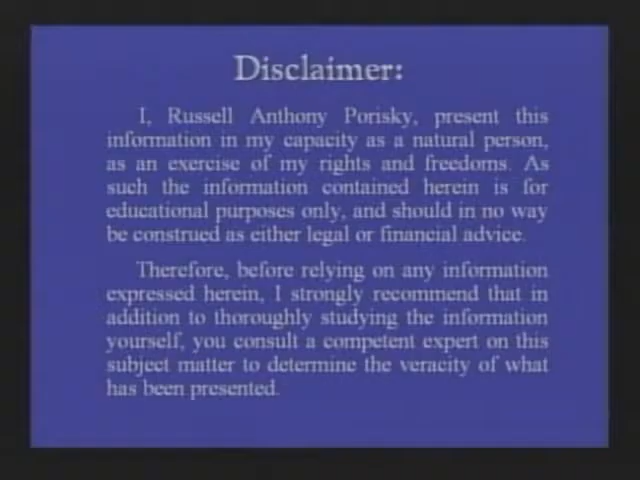 Disclaimer:
I, Russell Anthony Porisky, present this
information in my capacity as a natural person,
as an exercise of my rights and freedoms. As
such the information contained herein is for
educational purposes only, and should in no way
be construed as either legal or financial advice.
Therefore, before relying on any information
expressed herein, I strongly recommend that in
addition to thoroughly studying the information
yourself, you consult a competent expert on this
subject matter to determine the veracity of what
has been presented.